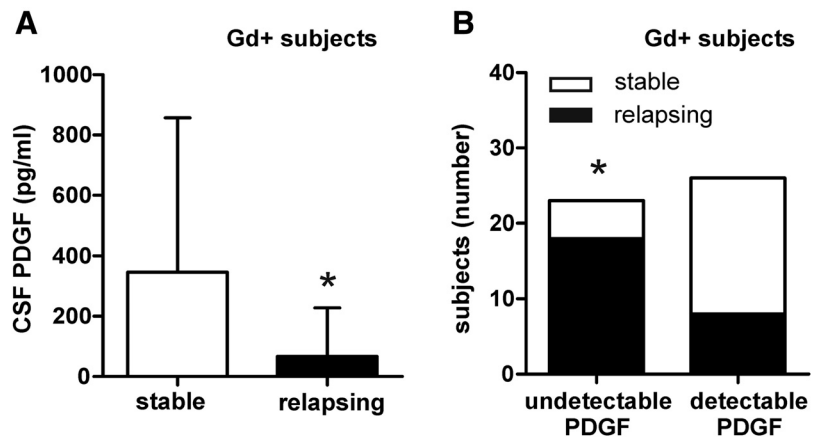 A
Gd+ subjects
CSF PDGF (pg/ml)
1000
800
600
400
200
0
*
stable
relapsing
B
Gd+ subjects
subjects (number)
40
30
20
10
0
stable
relapsing
*
undetectable
PDGF
detectable
PDGF